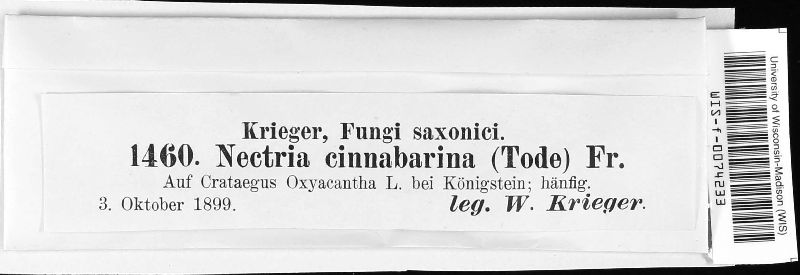 Krieger, Fungi saxonici.
1460. Nectria cinnabarina (Tode) Fr.
Auf Crataegus Oxyacantha L. bei Königstein; hänfig.
3. Oktober 1899. leg. W. Krieger.
WIS-f-0074233
University of Wisconsin-Madison (WIS)